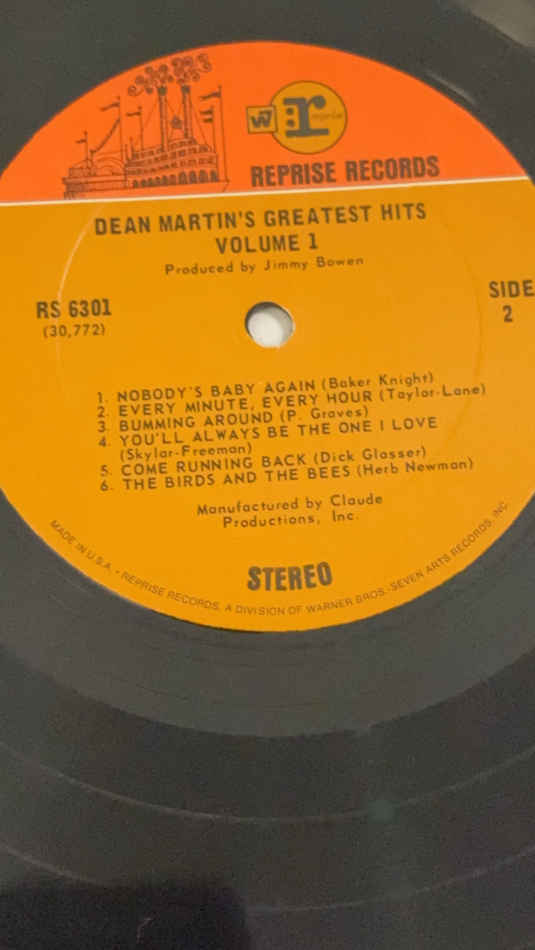 W7
r
reprise
REPRISE RECORDS
DEAN MARTIN'S GREATEST HITS
VOLUME 1
Produced by Jimmy Bowen
RS 6301
(30,772)
SIDE
2
1. NOBODY'S BABY AGAIN (Baker Knight)
2. EVERY MINUTE, EVERY HOUR (Taylor-Lane)
3. BUMMING AROUND (P. Graves)
4. YOU'LL ALWAYS BE THE ONE I LOVE
(Skylar-Freeman)
5. COME RUNNING BACK (Dick Glasser)
6. THE BIRDS AND THE BEES (Herb Newman)
Manufactured by Claude
Productions, Inc.
STEREO
MADE IN U.S.A. • REPRISE RECORDS, A DIVISION OF WARNER BROS.-SEVEN ARTS RECORDS, INC.